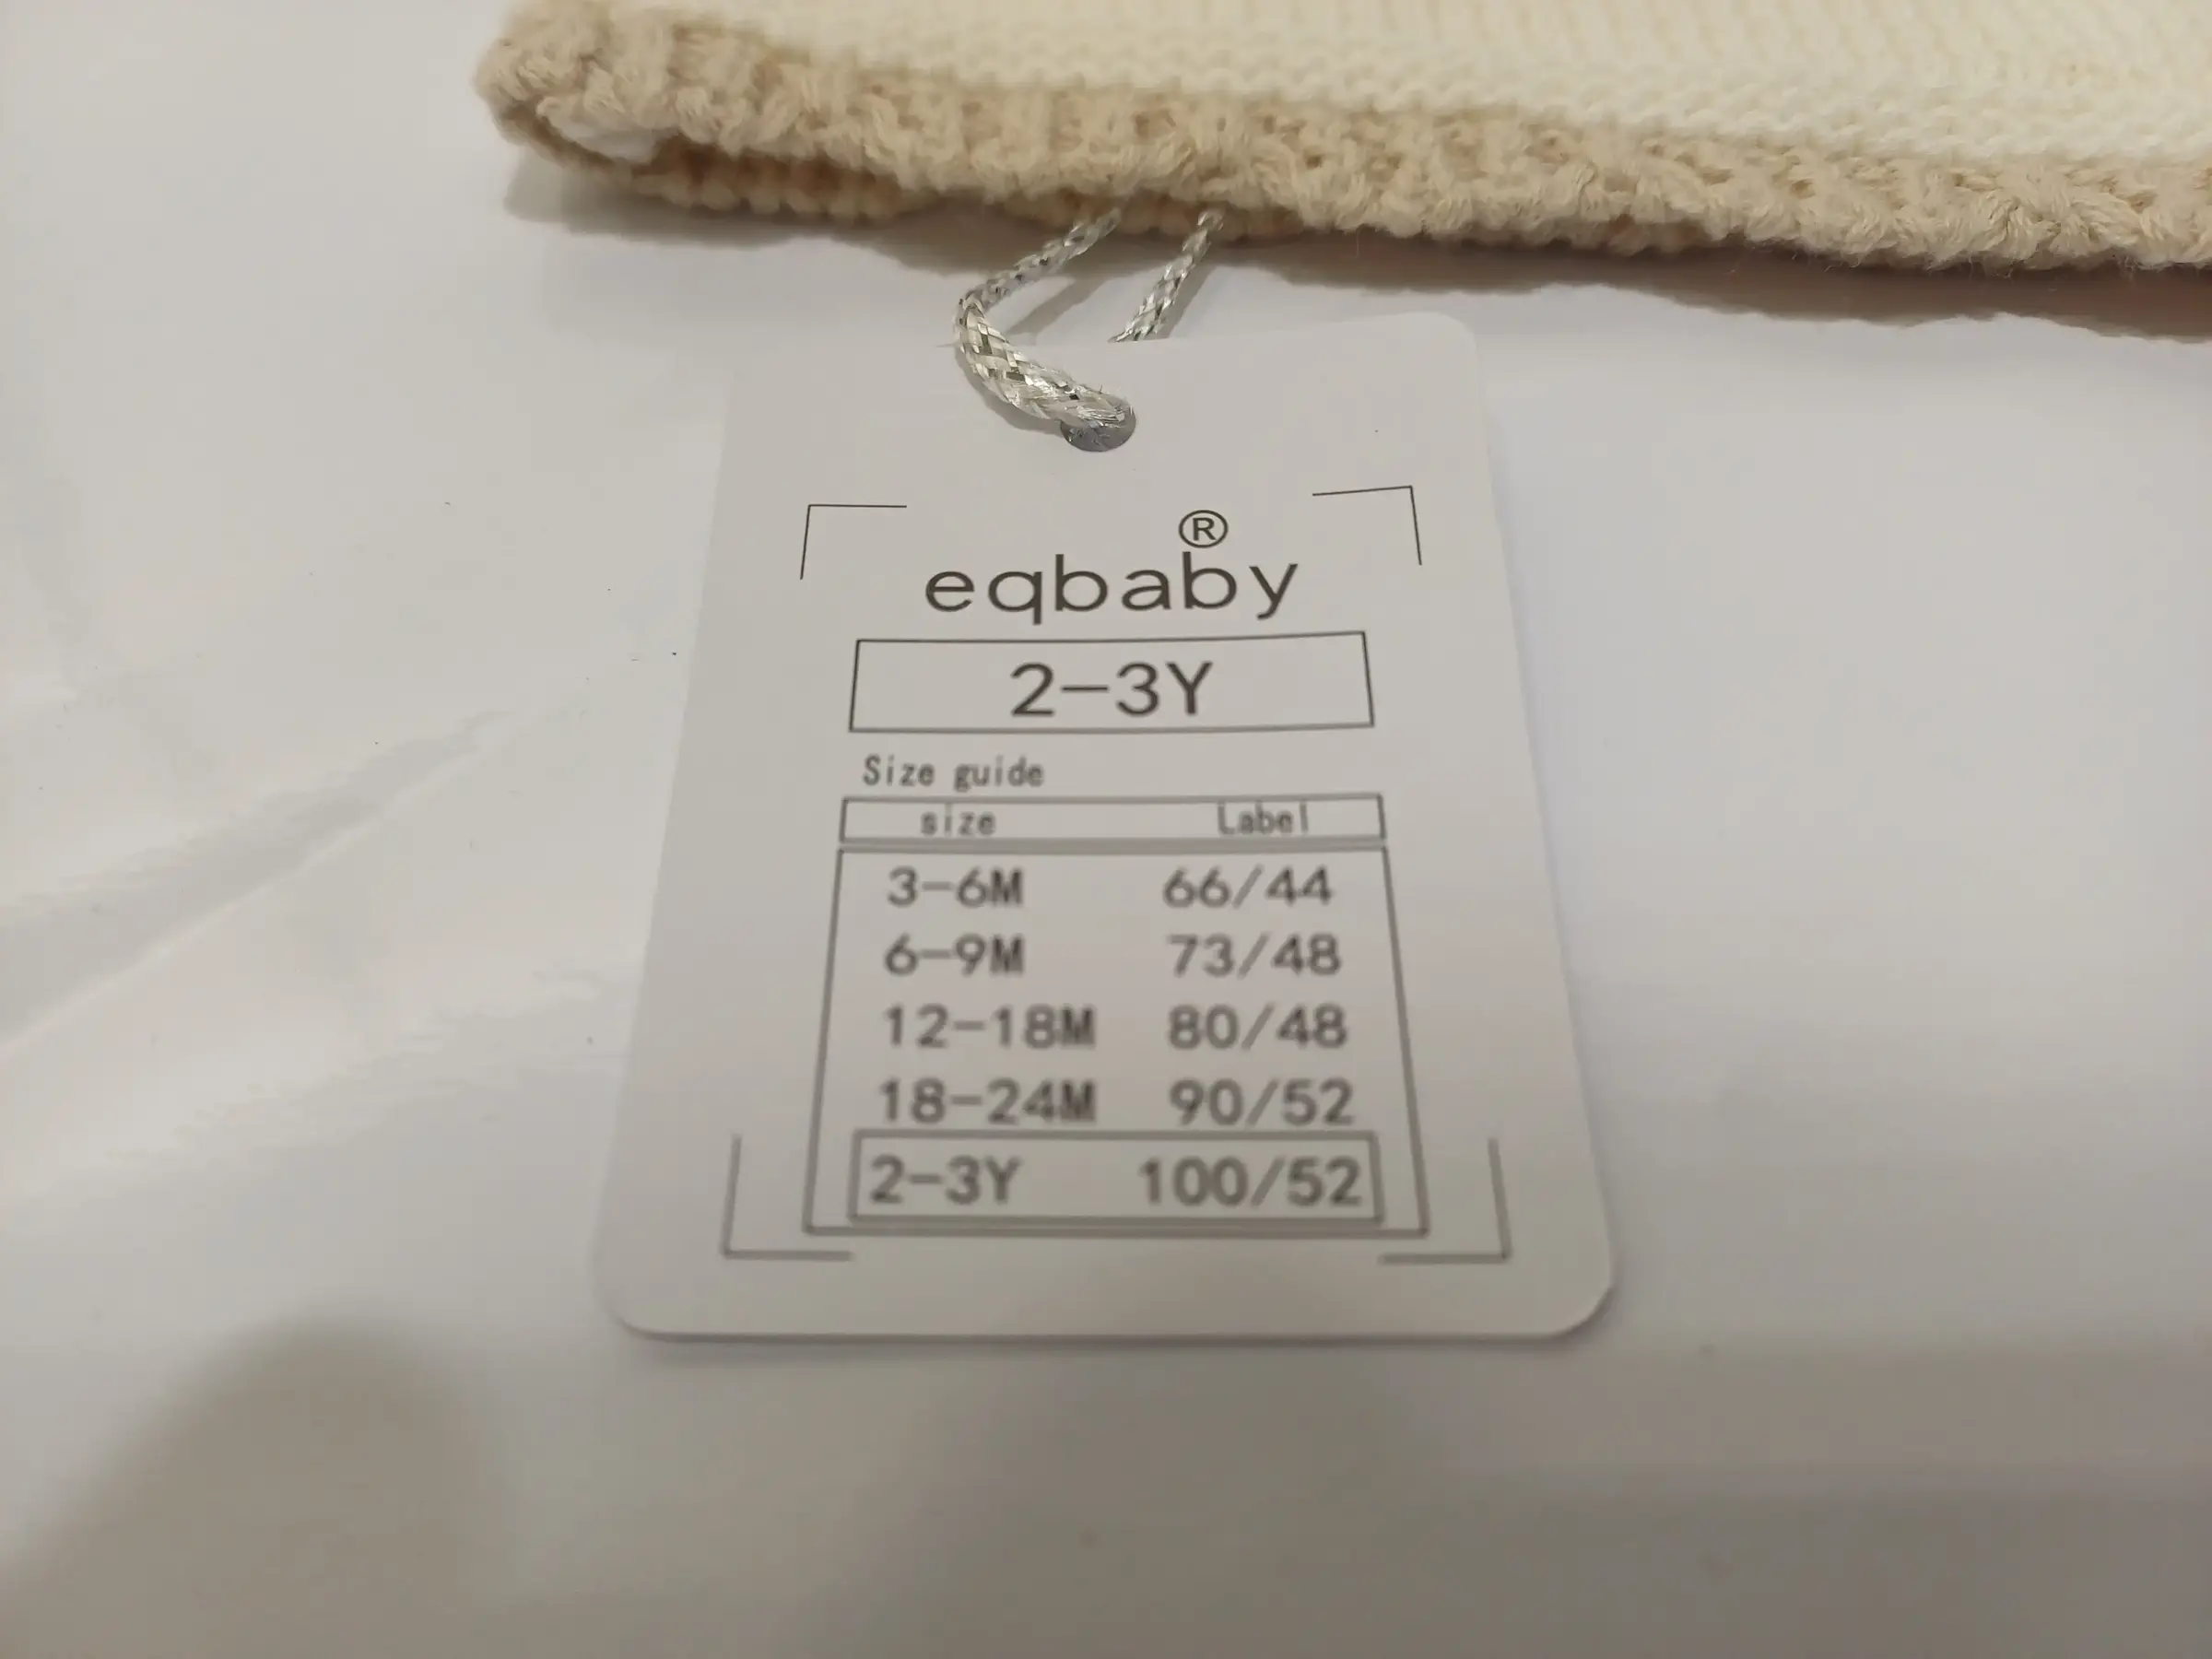 ®
eqbaby
2-3Y
Size guide
size Label
3-6M 66/44
6-9M 73/48
12-18M 80/48
18-24M 90/52
2-3Y 100/52